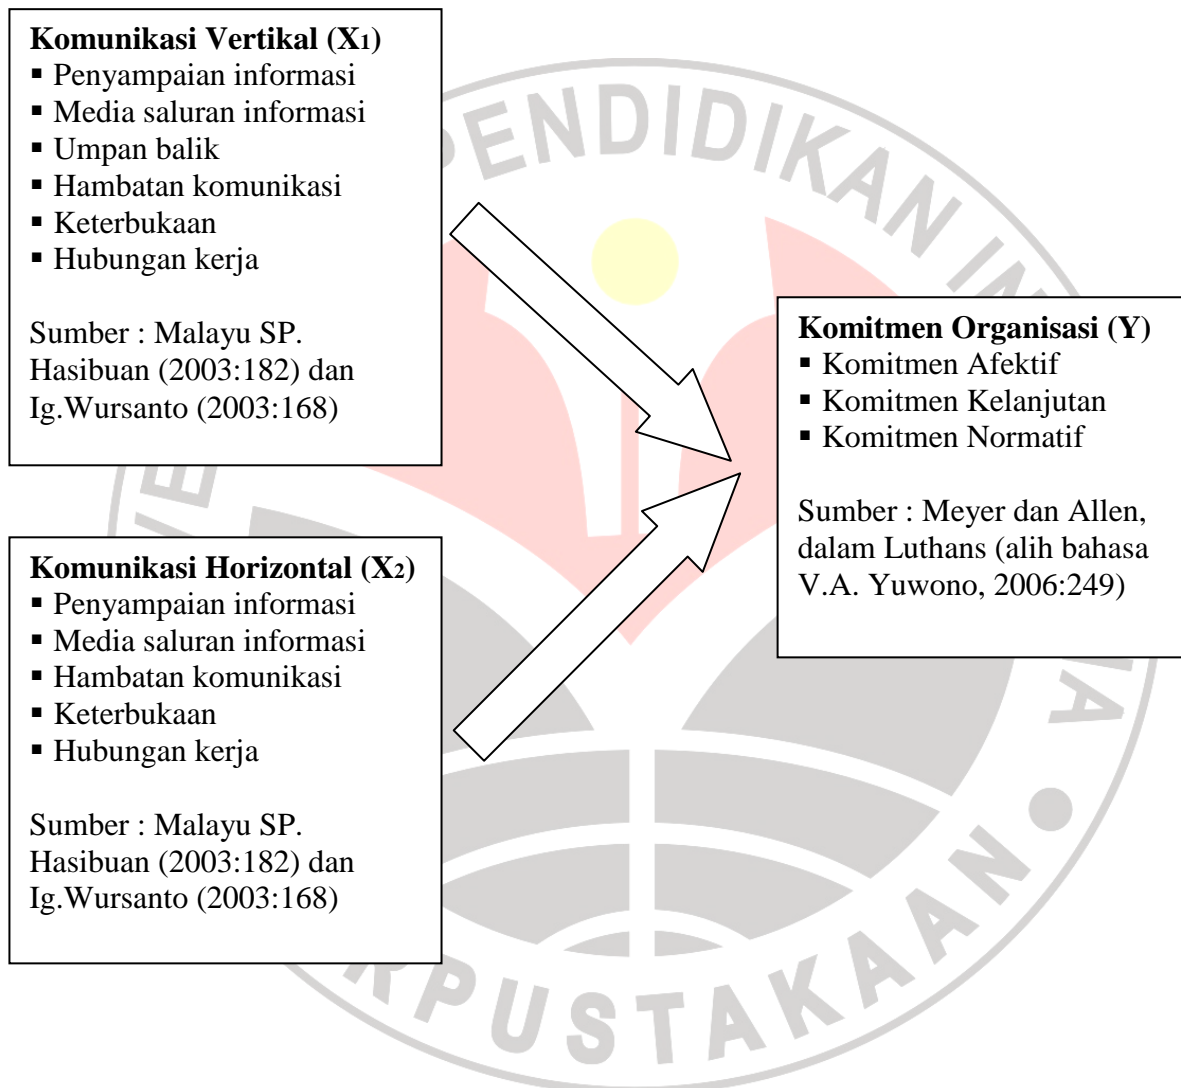 Komunikasi Vertikal (X1)
▪ Penyampaian informasi
▪ Media saluran informasi
▪ Umpan balik
▪ Hambatan komunikasi
▪ Keterbukaan
▪ Hubungan kerja
Sumber : Malayu SP.
Hasibuan (2003:182) dan
Ig.Wursanto (2003:168)
Komunikasi Horizontal (X2)
▪ Penyampaian informasi
▪ Media saluran informasi
▪ Hambatan komunikasi
▪ Keterbukaan
▪ Hubungan kerja
Sumber : Malayu SP.
Hasibuan (2003:182) dan
Ig.Wursanto (2003:168)
Komitmen Organisasi (Y)
▪ Komitmen Afektif
▪ Komitmen Kelanjutan
▪ Komitmen Normatif
Sumber : Meyer dan Allen,
dalam Luthans (alih bahasa
V.A. Yuwono, 2006:249)
PENDIDIKAN